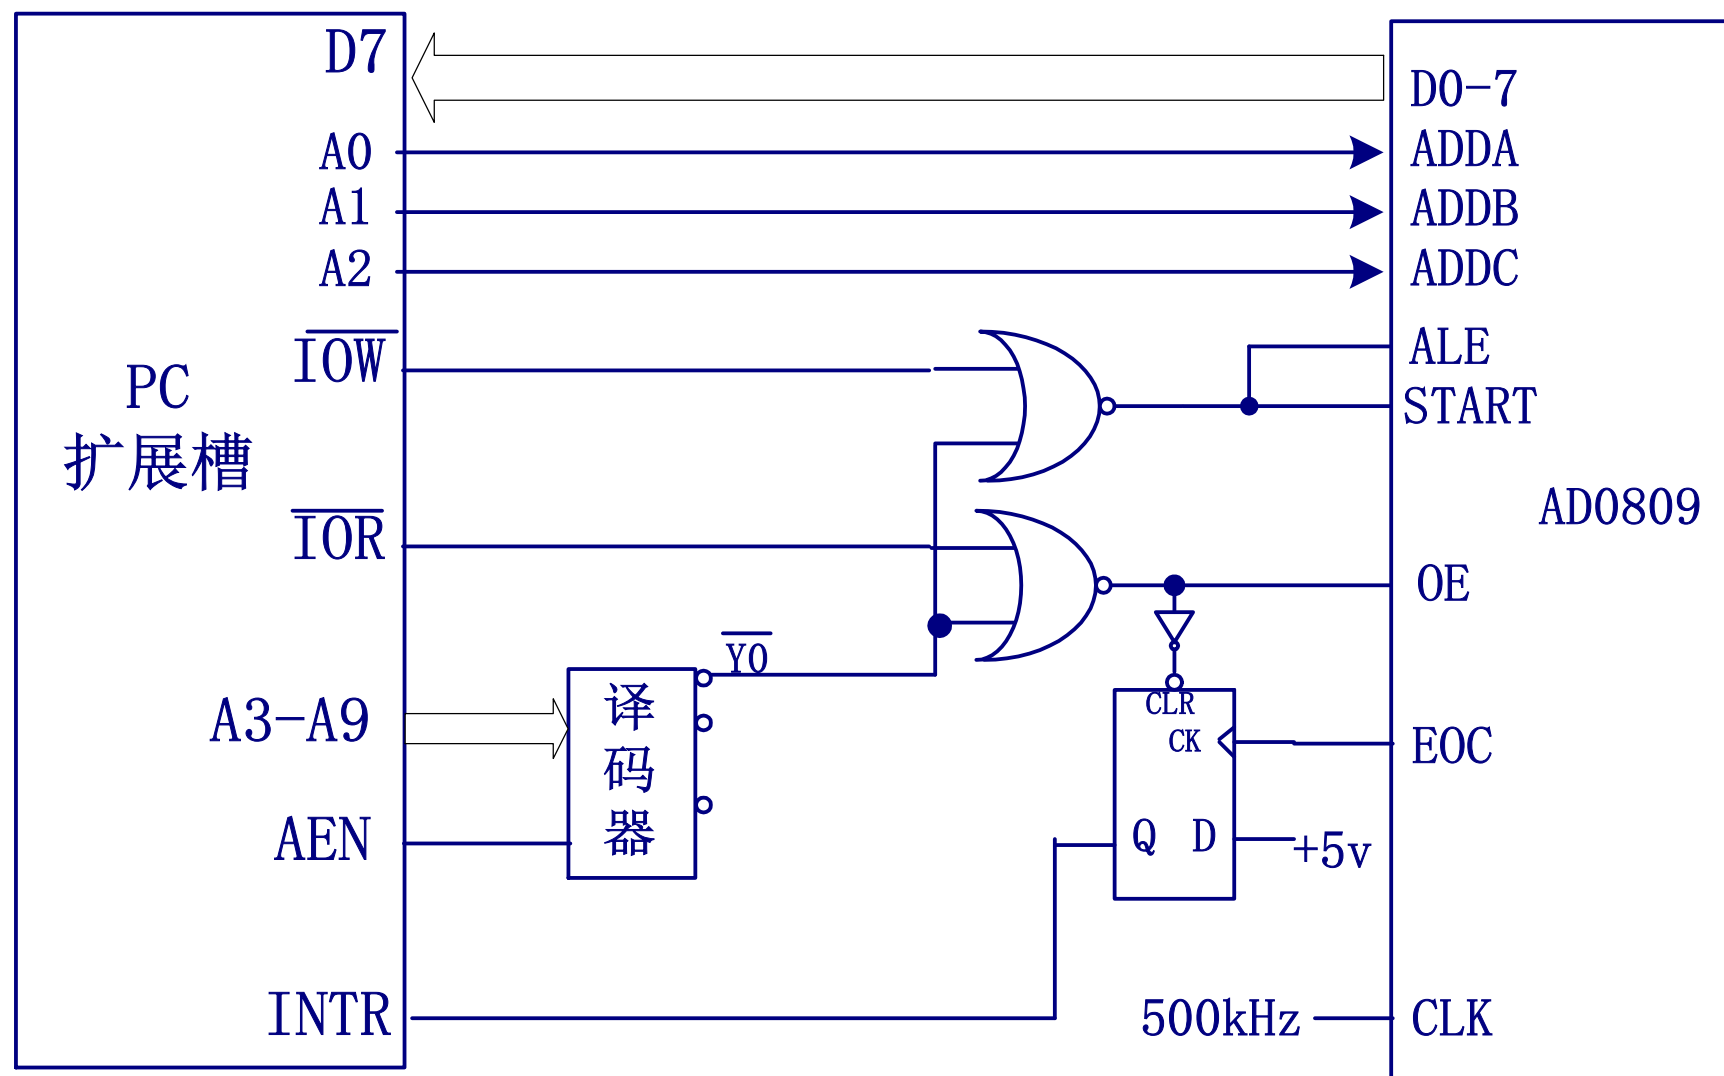 D7
D0-7
A0
ADDA
A1
ADDB
A2
ADDC
IOW
ALE
START
PC
扩展槽
IOR
AD0809
OE
Y0
A3-A9
译码器
CLR
CK
EOC
AEN
Q D
+5v
INTR
500kHz
CLK